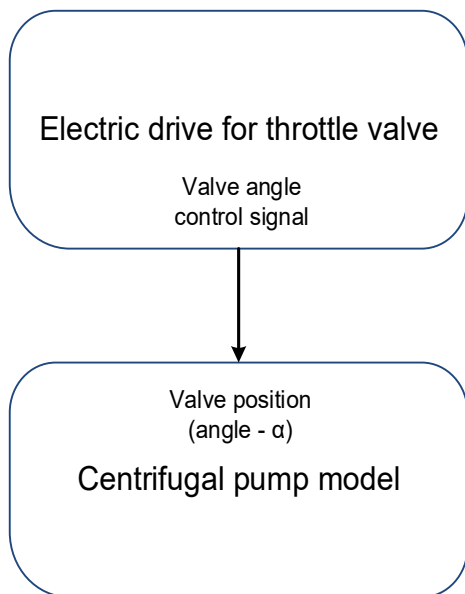 Electric drive for throttle valve
Valve angle
control signal
Valve position
(angle - α)
Centrifugal pump model